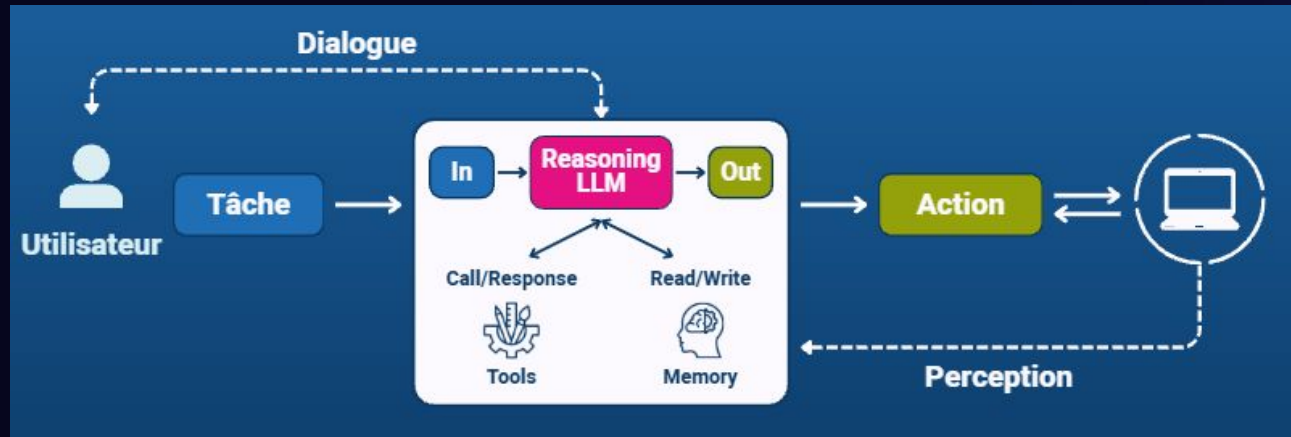 Dialogue
Utilisateur
Tâche
In
Reasoning
LLM
Out
Call/Response
Read/Write
Tools
Memory
Action
Perception